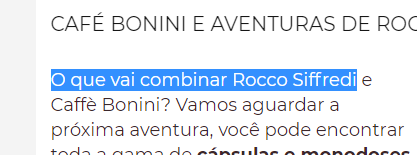 CAFÉ BONINI E AVENTURAS DE ROC
O que vai combinar Rocco Siffredi e
Caffè Bonini? Vamos aguardar a
próxima aventura, você pode encontrar
toda a gama de cápsulas e monodoses